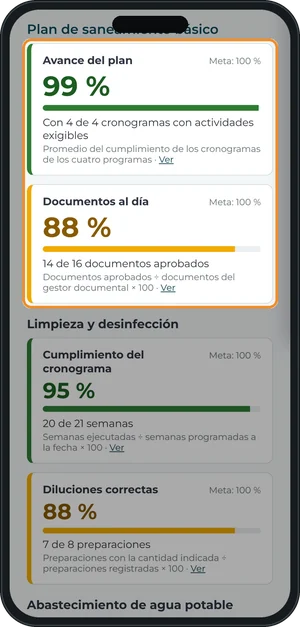 Plan de saneamiento básico
Avance del plan
Meta: 100 %
99 %
Con 4 de 4 cronogramas con actividades
exigibles
Promedio del cumplimiento de los cronogramas
de los cuatro programas · Ver
Documentos al día
Meta: 100 %
88 %
14 de 16 documentos aprobados
Documentos aprobados ÷ documentos del
gestor documental × 100 · Ver
Limpieza y desinfección
Cumplimiento del
cronograma
Meta: 100 %
95 %
20 de 21 semanas
Semanas ejecutadas ÷ semanas programadas a
la fecha × 100 · Ver
Diluciones correctas
Meta: 100 %
88 %
7 de 8 preparaciones
Preparaciones con la cantidad indicada ÷
preparaciones registradas × 100 · Ver
Abastecimiento de agua potable